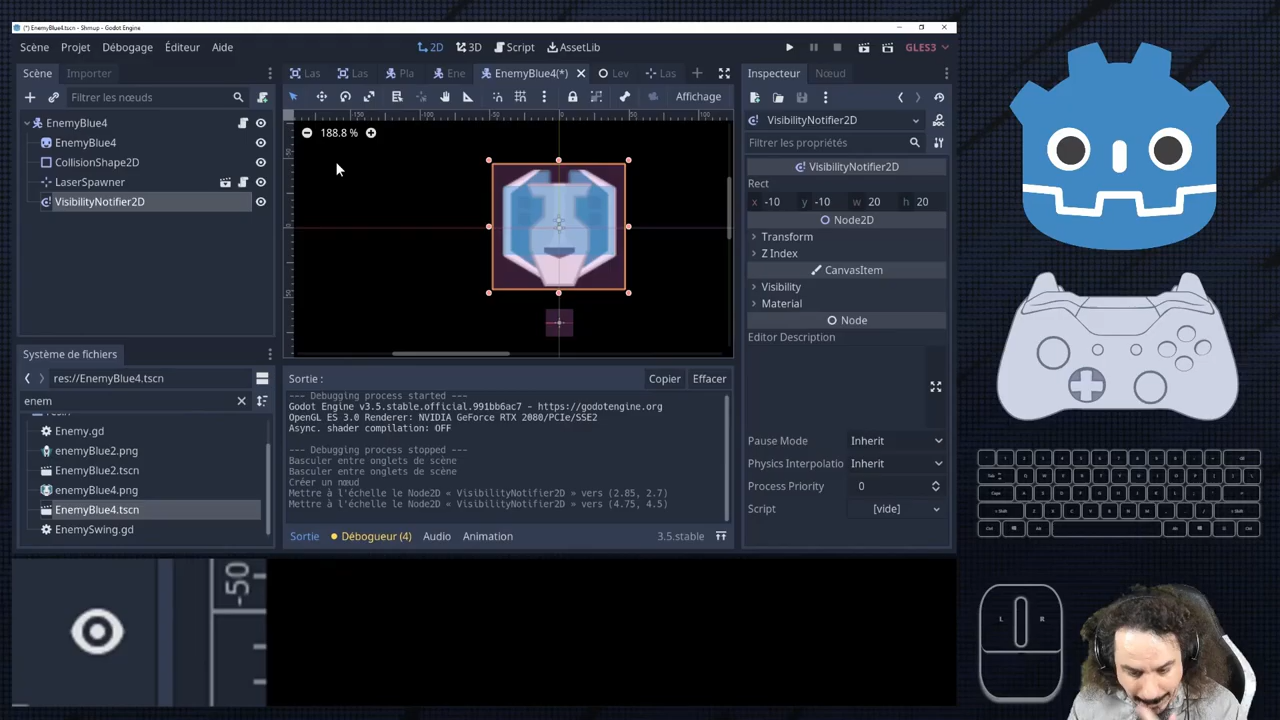 (*) EnemyBlue4.tscn - Shmup - Godot Engine
Scène Projet Débogage Éditeur Aide
2D 3D Script AssetLib
GLES3
Scène Importer
Las Las Pla Ene EnemyBlue4(*) Lev Las
Inspecteur Nœud
Filtrer les nœuds
Affichage
VisibilityNotifier2D
Filtrer les propriétés
188.8 %
EnemyBlue4
EnemyBlue4
CollisionShape2D
LaserSpawner
VisibilityNotifier2D
VisibilityNotifier2D
Rect
x -10 y -10 w 20 h 20
Node2D
Transform
Z Index
CanvasItem
Visibility
Material
Node
Editor Description
Pause Mode Inherit
Physics Interpolatio Inherit
Process Priority 0
Script [vide]
Système de fichiers
res://EnemyBlue4.tscn
enem
Enemy.gd
enemyBlue2.png
EnemyBlue2.tscn
enemyBlue4.png
EnemyBlue4.tscn
EnemySwing.gd
Sortie : Copier Effacer
--- Debugging process started ---
Godot Engine v3.5.stable.official.991bb6ac7 - https://godotengine.org
OpenGL ES 3.0 Renderer: NVIDIA GeForce RTX 2080/PCIe/SSE2
Async. shader compilation: OFF
--- Debugging process stopped ---
Basculer entre onglets de scène
Basculer entre onglets de scène
Créer un nœud
Mettre à l'échelle le Node2D « VisibilityNotifier2D » vers (2.85, 2.7)
Mettre à l'échelle le Node2D « VisibilityNotifier2D » vers (4.75, 4.5)
Sortie Débogueur (4) Audio Animation 3.5.stable
-50
L R